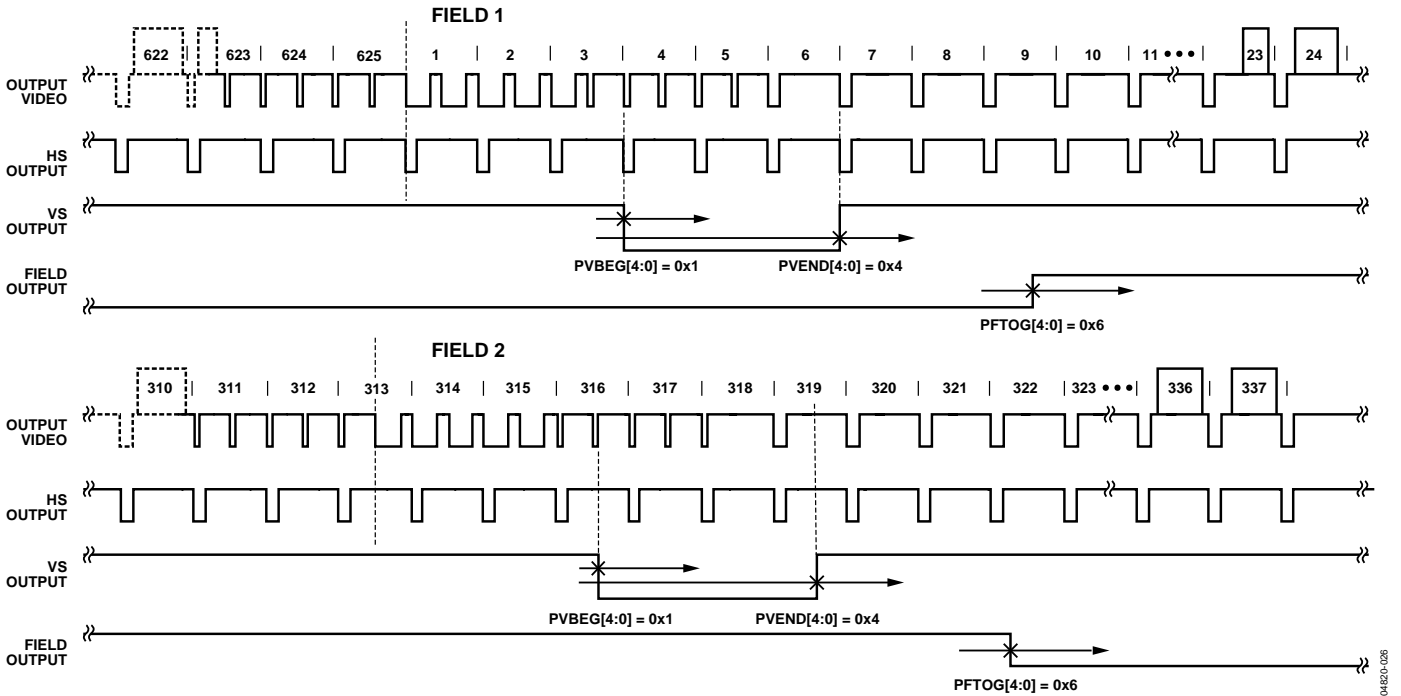 FIELD 1
622 | 623 | 624 | 625 | 1 | 2 | 3 | 4 | 5 | 6 | 7 | 8 | 9 | 10 | 11 ••• | 23 | 24 |
OUTPUT
VIDEO
HS
OUTPUT
VS
OUTPUT
PVBEG[4:0] = 0x1 PVEND[4:0] = 0x4
FIELD
OUTPUT
PFTOG[4:0] = 0x6
FIELD 2
310 | 311 | 312 | 313 | 314 | 315 | 316 | 317 | 318 | 319 | 320 | 321 | 322 | 323 ••• | 336 | 337 |
OUTPUT
VIDEO
HS
OUTPUT
VS
OUTPUT
PVBEG[4:0] = 0x1 PVEND[4:0] = 0x4
FIELD
OUTPUT
PFTOG[4:0] = 0x6
04820-026